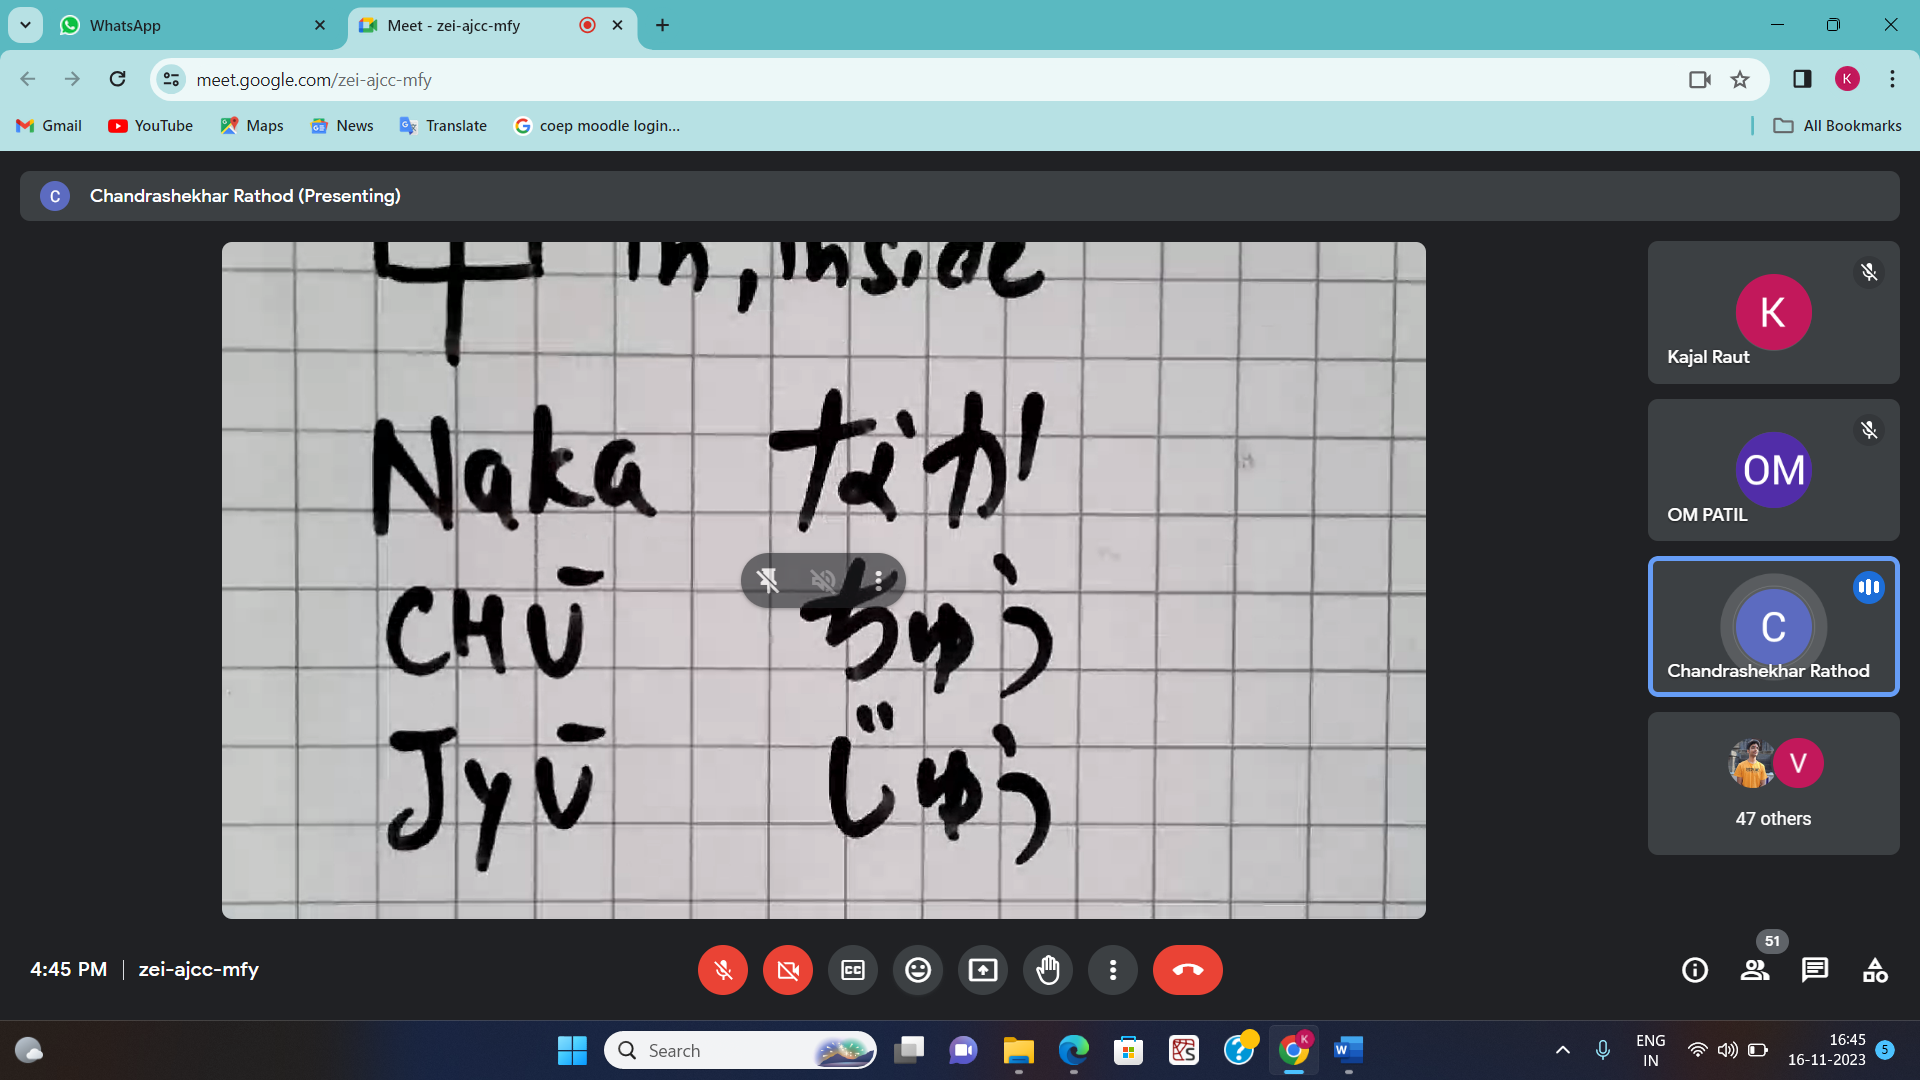 WhatsApp Meet - zei-ajcc-mfy
meet.google.com/zei-ajcc-mfy K
Gmail YouTube Maps News Translate coep moodle login... All Bookmarks
C Chandrashekhar Rathod (Presenting)
中 in, inside
Naka なか
CHŪ ちゅう
JYŪ じゅう
K
Kajal Raut
OM
OM PATIL
C
Chandrashekhar Rathod
V
47 others
4:45 PM | zei-ajcc-mfy 51
Search ENG IN 16:45 16-11-2023 5